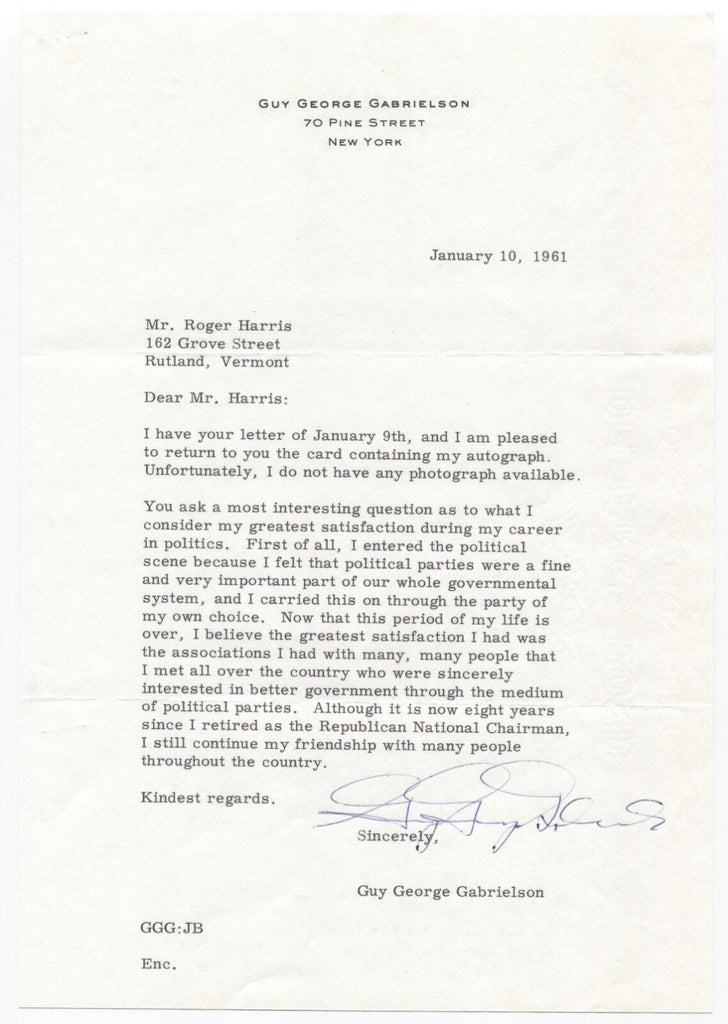 GUY GEORGE GABRIELSON
70 PINE STREET
NEW YORK
January 10, 1961
Mr. Roger Harris
162 Grove Street
Rutland, Vermont
Dear Mr. Harris:
I have your letter of January 9th, and I am pleased
to return to you the card containing my autograph.
Unfortunately, I do not have any photograph available.
You ask a most interesting question as to what I
consider my greatest satisfaction during my career
in politics. First of all, I entered the political
scene because I felt that political parties were a fine
and very important part of our whole governmental
system, and I carried this on through the party of
my own choice. Now that this period of my life is
over, I believe the greatest satisfaction I had was
the associations I had with many, many people that
I met all over the country who were sincerely
interested in better government through the medium
of political parties. Although it is now eight years
since I retired as the Republican National Chairman,
I still continue my friendship with many people
throughout the country.
Kindest regards.
Sincerely,
Guy George Gabrielson
GGG:JB
Enc.